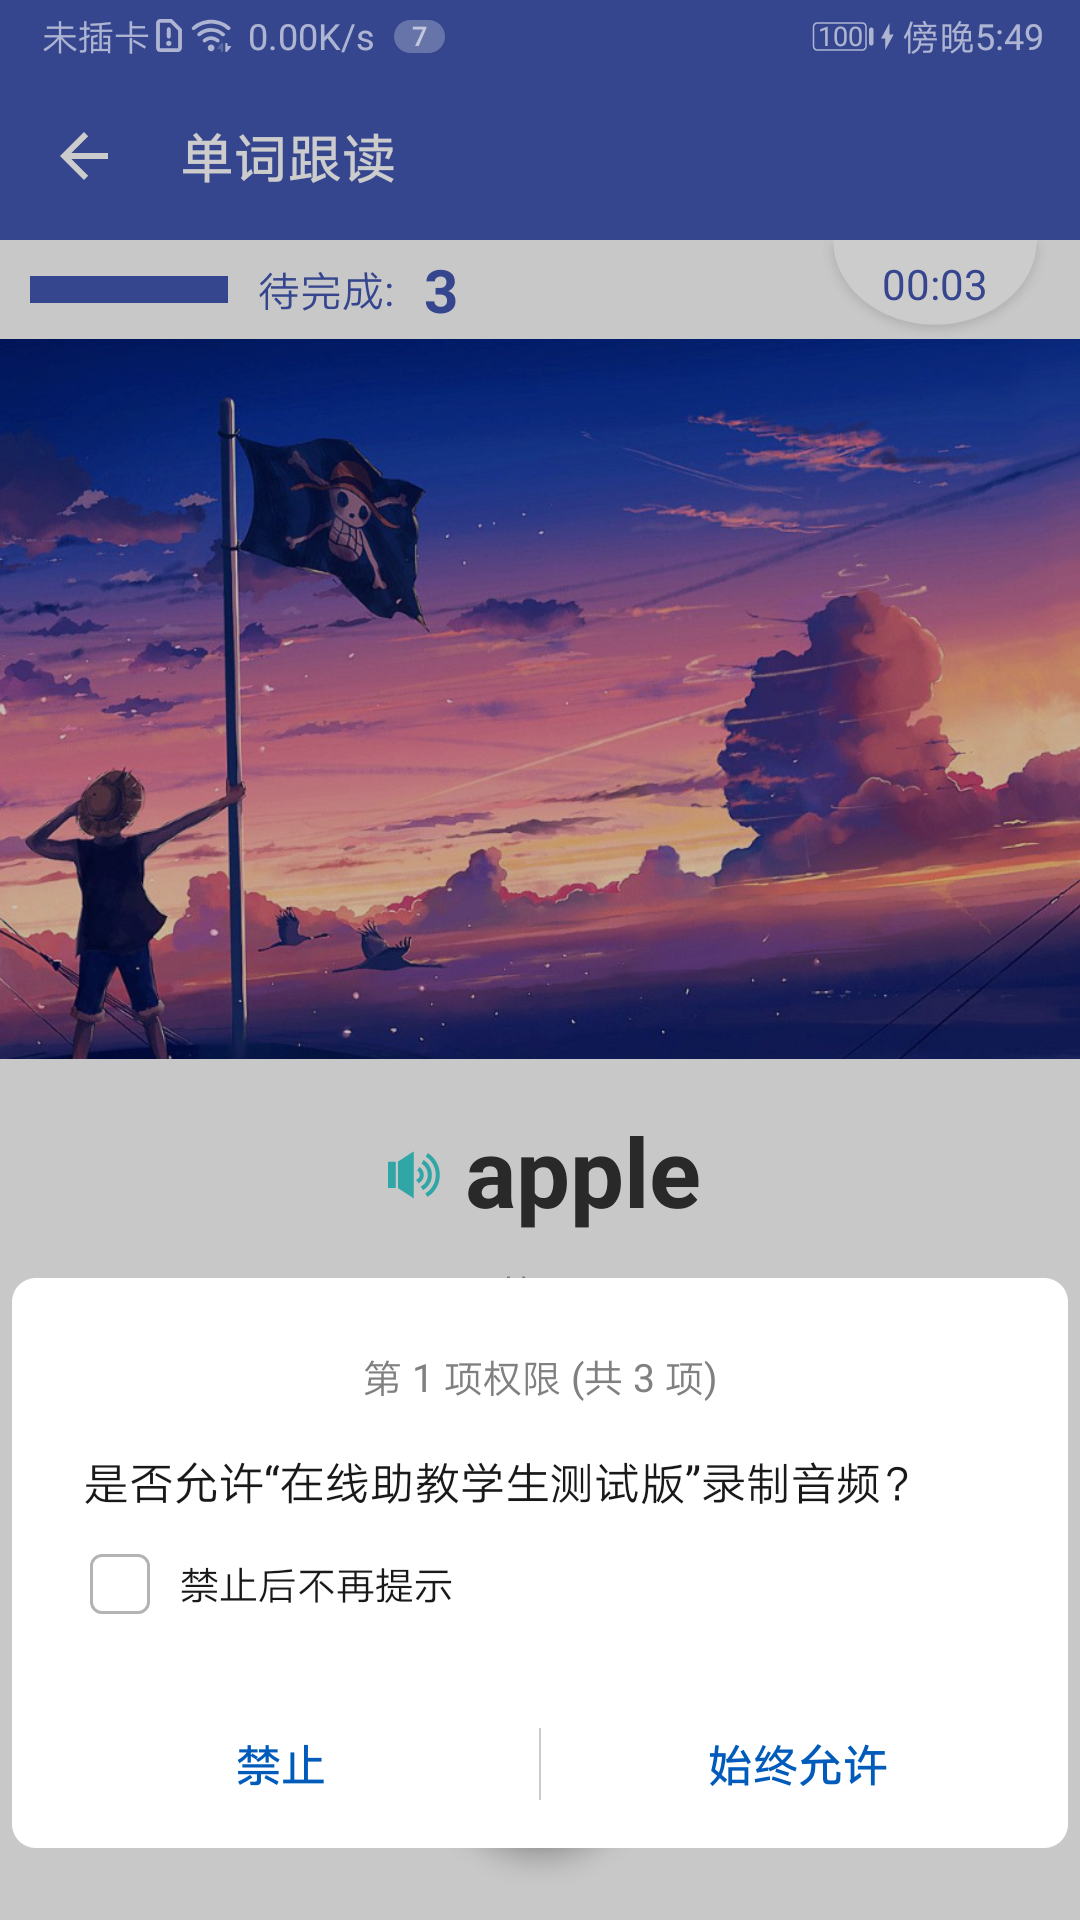 未插卡 0.00K/s 7 100 傍晚5:49
单词跟读
待完成: 3 00:03
apple
第 1 项权限 (共 3 项)
是否允许“在线助教学生测试版”录制音频？
禁止后不再提示
禁止 始终允许